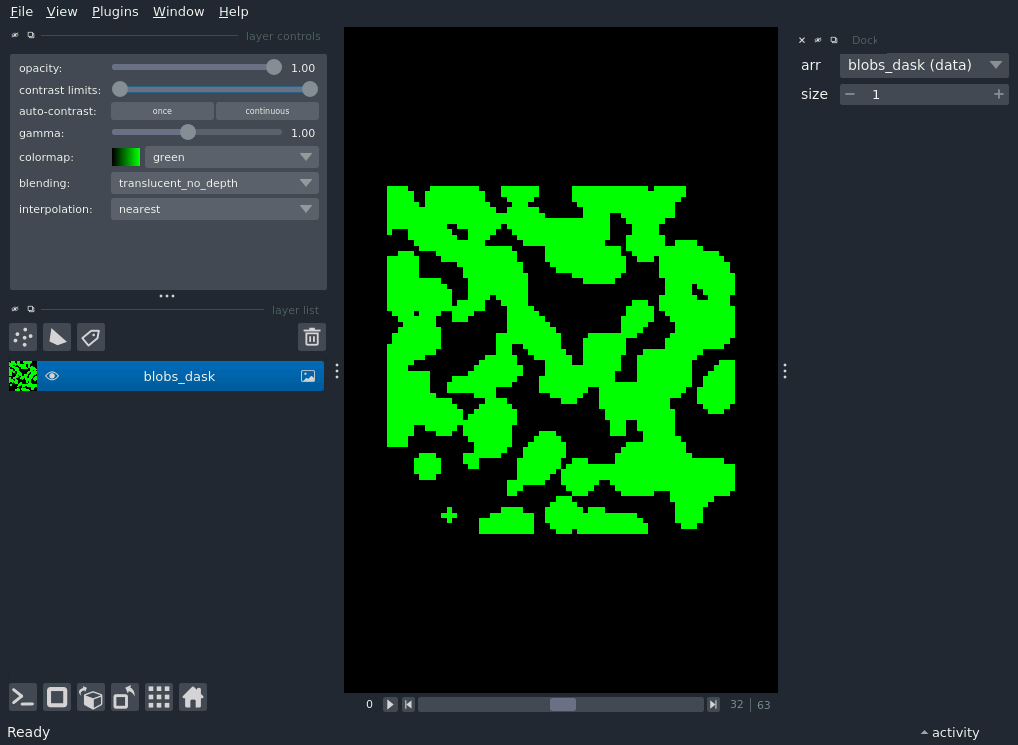 File View Plugins Window Help
layer controls
opacity: 1.00
contrast limits:
auto-contrast: once continuous
gamma: 1.00
colormap: green
blending: translucent_no_depth
interpolation: nearest
layer list
blobs_dask
Dock
arr blobs_dask (data)
size 1
0 32 | 63
Ready
activity